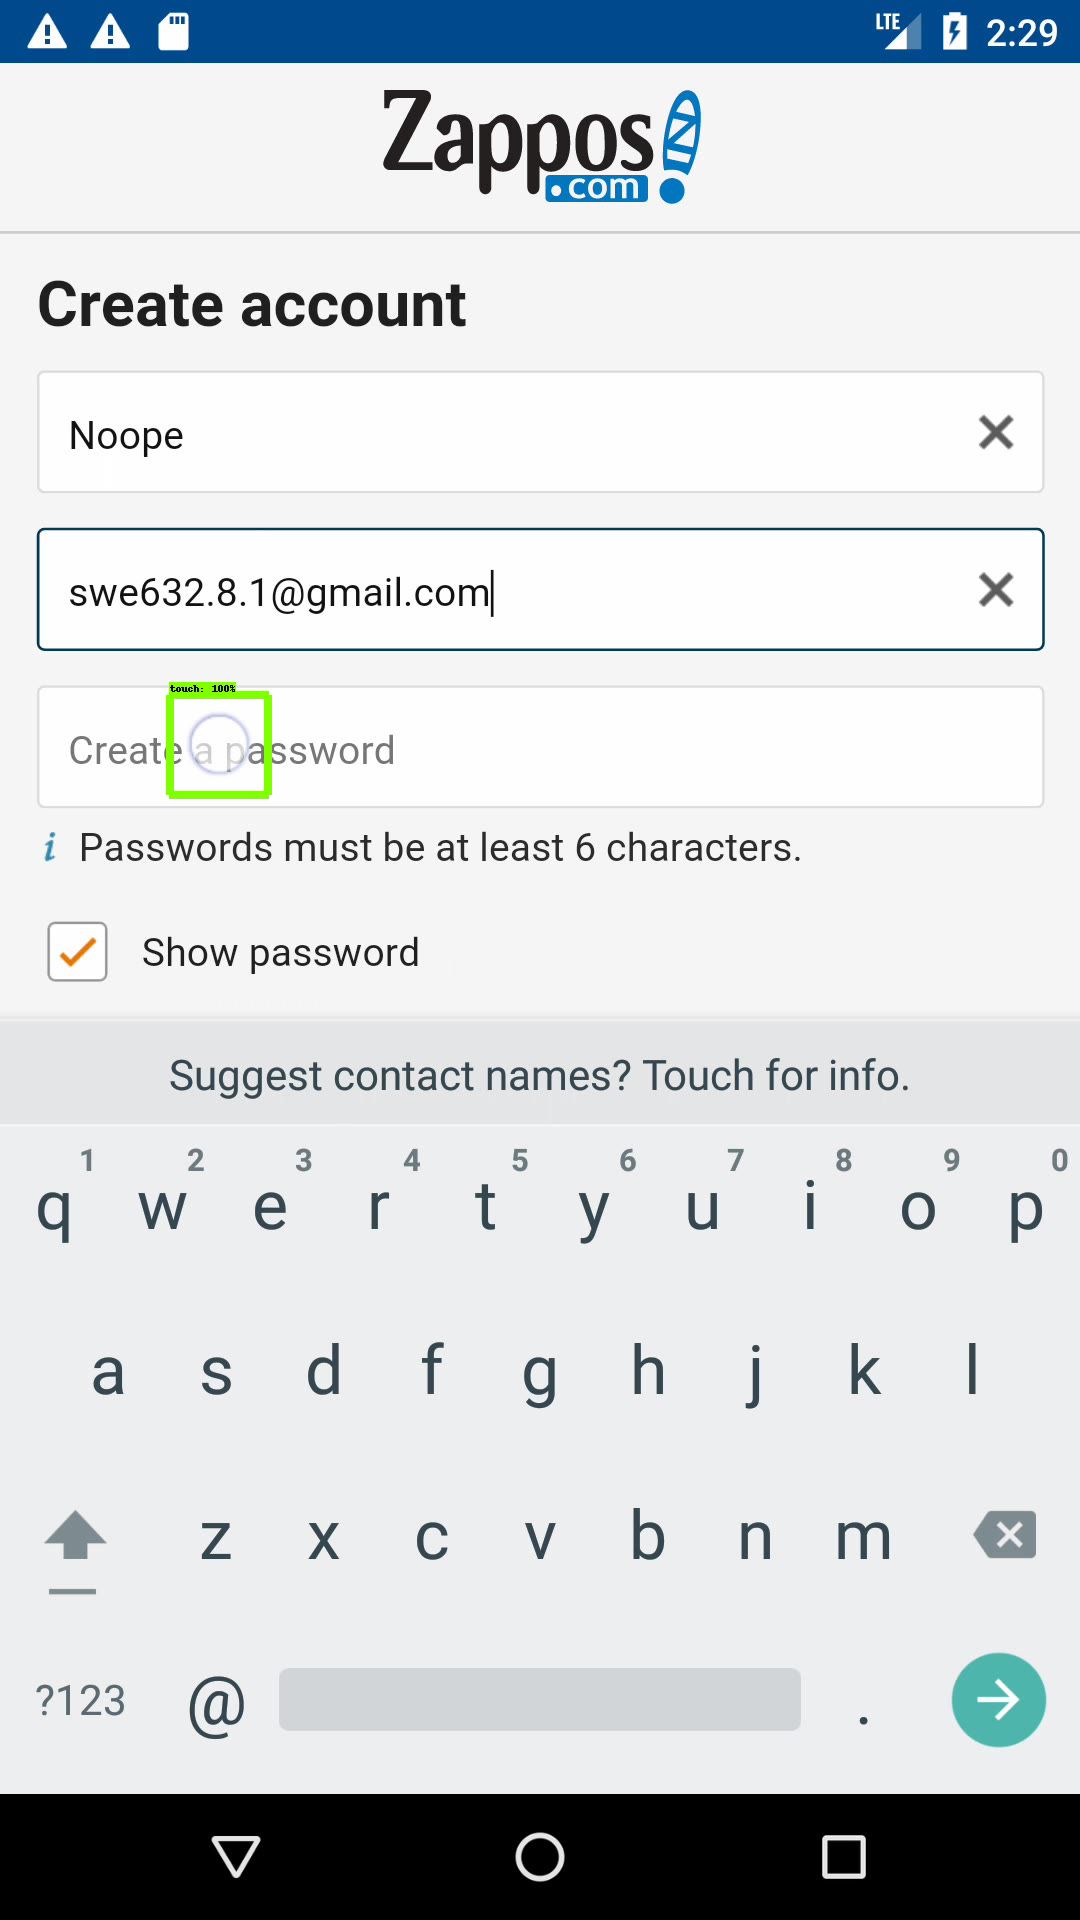 LTE 2:29
Zappos
.com
Create account
Noope
swe632.8.1@gmail.com
touch: 100%
Create a password
i Passwords must be at least 6 characters.
Show password
Suggest contact names? Touch for info.
1 2 3 4 5 6 7 8 9 0
q w e r t y u i o p
a s d f g h j k l
z x c v b n m
?123 @ .